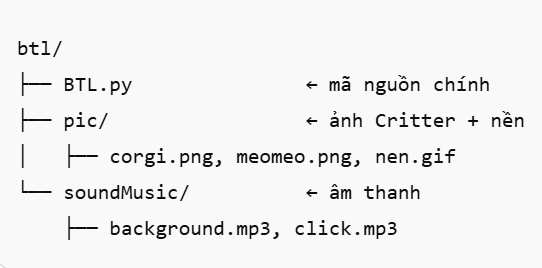 btl/
├── BTL.py               ← mã nguồn chính
├── pic/                 ← ảnh Critter + nền
│   ├── corgi.png, meomeo.png, nen.gif
└── soundMusic/          ← âm thanh
    ├── background.mp3, click.mp3